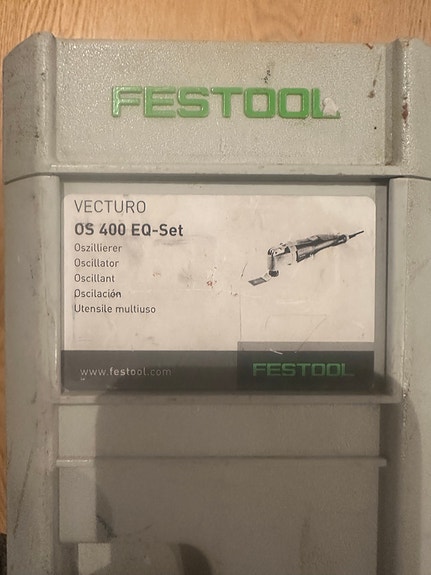 FESTOOL
VECTURO
OS 400 EQ-Set
Oszillierer
Oscillator
Oscillant
Oscilación
Utensile multiuso
www.festool.com
FESTOOL